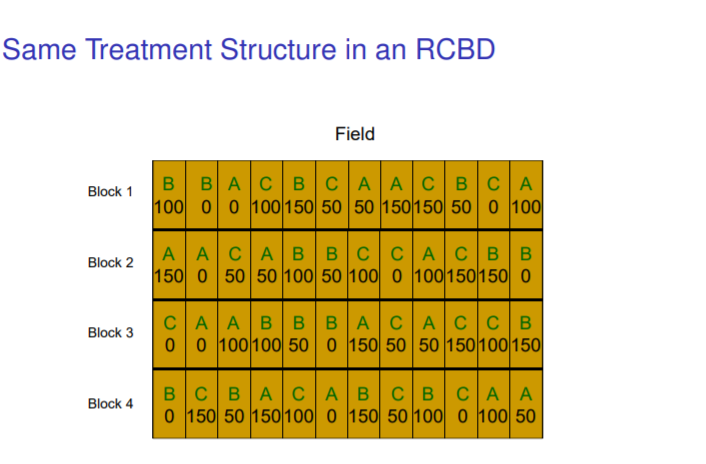 Same Treatment Structure in an RCBD
Field
Block 1
B B A C B C A A C B C A
100 0 0 100 150 50 50 150 150 50 0 100
Block 2
A A C A B B C C A C B B
150 0 50 50 100 50 100 0 100 150 150 0
Block 3
C A A B B B A C A C C B
0 0 100 100 50 0 150 50 50 150 100 150
Block 4
B C B A C A B C B C A A
0 150 50 150 100 0 150 50 100 0 100 50